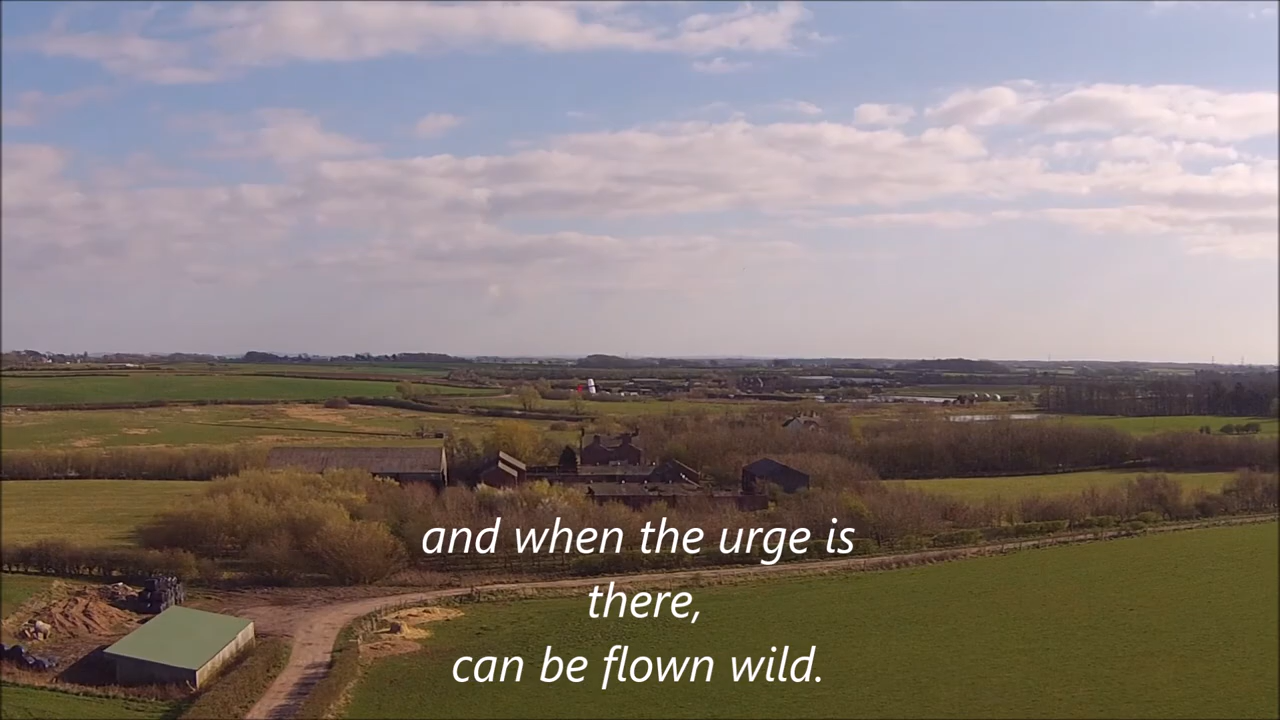 and when the urge is
there,
can be flown wild.